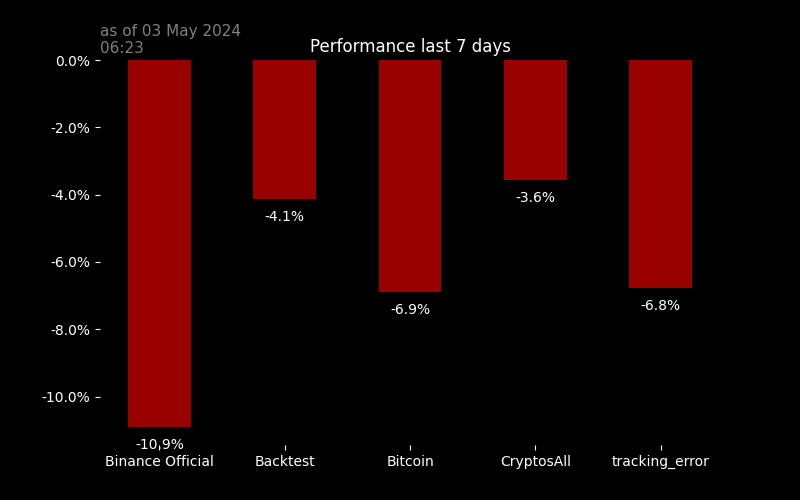 as of 03 May 2024
06:23
Performance last 7 days
0.0%
-2.0%
-4.0%
-6.0%
-8.0%
-10.0%
-10.9%
-4.1%
-6.9%
-3.6%
-6.8%
Binance Official
Backtest
Bitcoin
CryptosAll
tracking_error